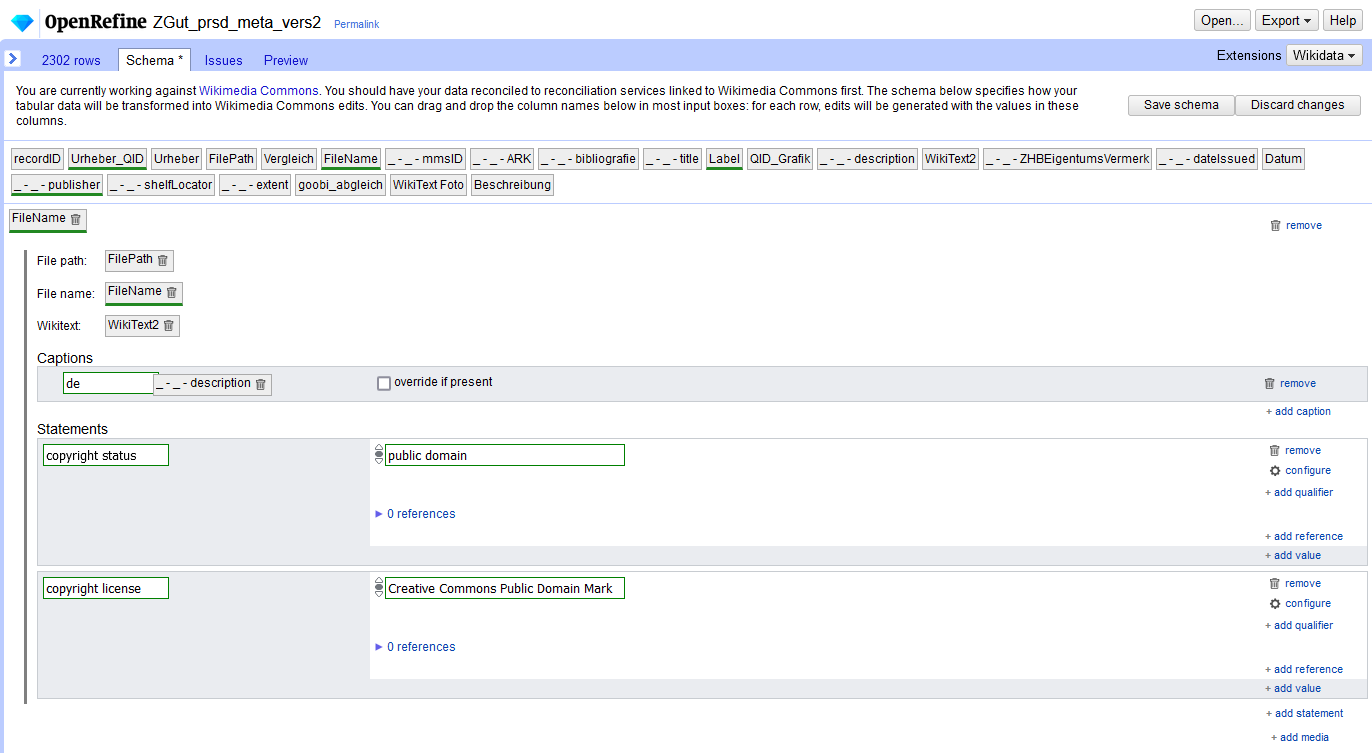 OpenRefine ZGut_prsd_meta_vers2 Permalink Open... Export Help
2302 rows Schema * Issues Preview Extensions Wikidata
You are currently working against Wikimedia Commons. You should have your data reconciled to reconciliation services linked to Wikimedia Commons first. The schema below specifies how your
tabular data will be transformed into Wikimedia Commons edits. You can drag and drop the column names below in most input boxes: for each row, edits will be generated with the values in these
columns.
Save schema Discard changes
recordID Urheber_QID Urheber FilePath Vergleich FileName _ - _ - mmsID _ - _ - ARK _ - _ - bibliografie _ - _ - title Label QID_Grafik _ - _ - description WikiText2 _ - _ - ZHBEigentumsVermerk _ - _ - dateIssued Datum
_ - _ - publisher _ - _ - shelfLocator _ - _ - extent goobi_abgleich WikiText Foto Beschreibung
FileName remove
File path: FilePath
File name: FileName
Wikitext: WikiText2
Captions
de _ - _ - description override if present remove
+ add caption
Statements
copyright status public domain remove
configure
+ add qualifier
0 references
+ add reference
+ add value
copyright license Creative Commons Public Domain Mark remove
configure
+ add qualifier
0 references
+ add reference
+ add value
+ add statement
+ add media